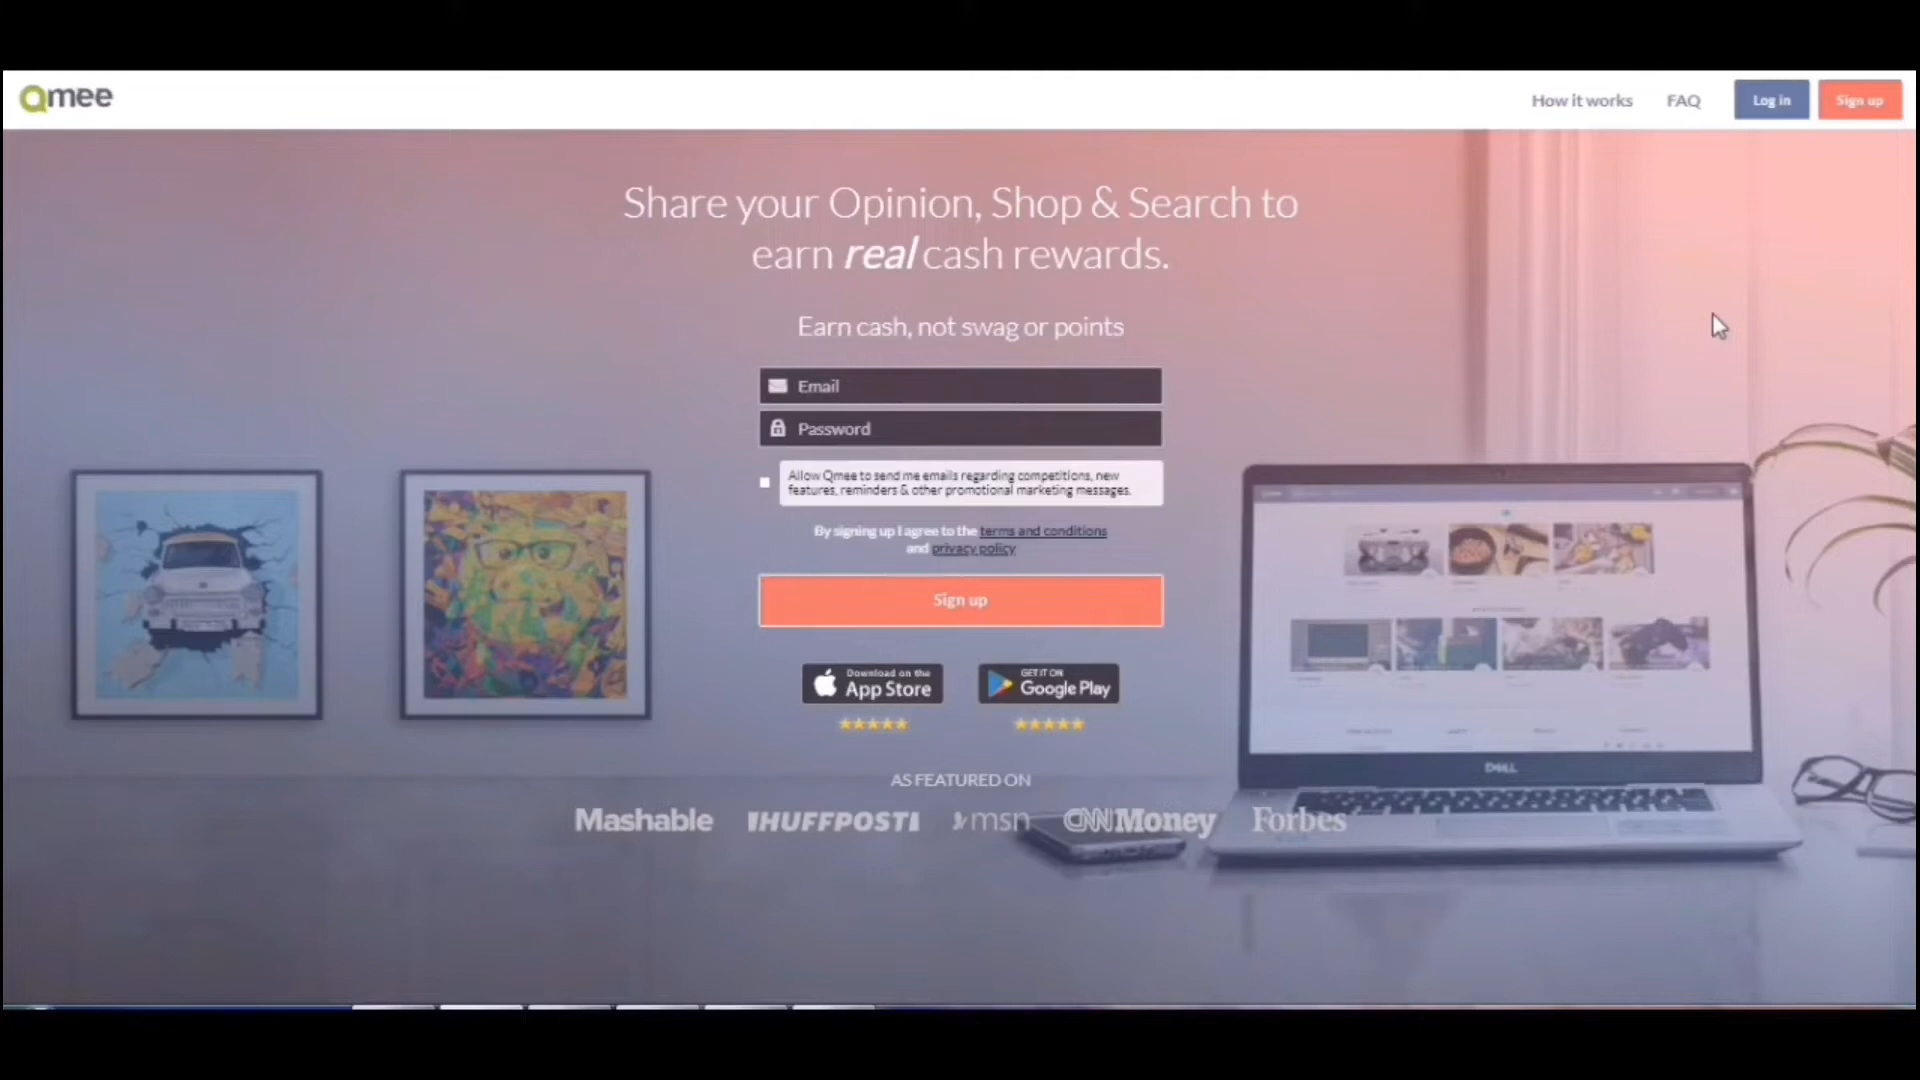 Qmee
How it works
FAQ
Log in
Sign up
Share your Opinion, Shop & Search to
earn real cash rewards.
Earn cash, not swag or points
Email
Password
Allow Qmee to send me emails regarding competitions, new
features, reminders & other promotional marketing messages.
By signing up I agree to the terms and conditions
and privacy policy
Sign up
Download on the
App Store
GET IT ON
Google Play
AS FEATURED ON
Mashable
HUFFPOST
msn
CNNMoney
Forbes
DELL